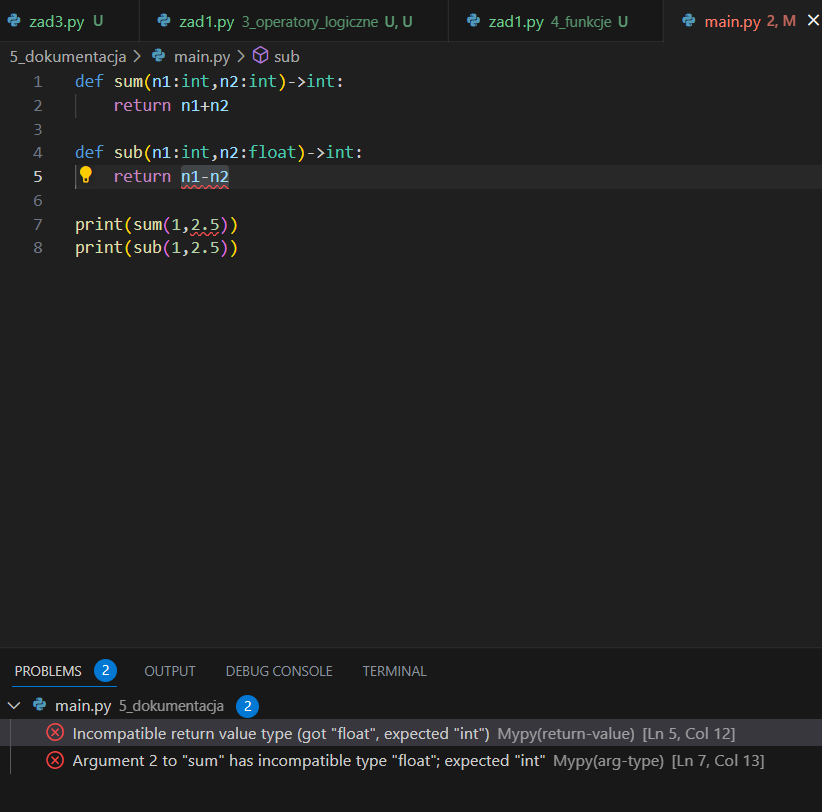 zad3.py U zad1.py 3_operatory_logiczne U, U zad1.py 4_funkcje U main.py 2, M
5_dokumentacja > main.py > sub
1 def sum(n1:int,n2:int)->int:
2 return n1+n2
3
4 def sub(n1:int,n2:float)->int:
5 return n1-n2
6
7 print(sum(1,2.5))
8 print(sub(1,2.5))
PROBLEMS 2 OUTPUT DEBUG CONSOLE TERMINAL
main.py 5_dokumentacja 2
Incompatible return value type (got "float", expected "int") Mypy(return-value) [Ln 5, Col 12]
Argument 2 to "sum" has incompatible type "float"; expected "int" Mypy(arg-type) [Ln 7, Col 13]